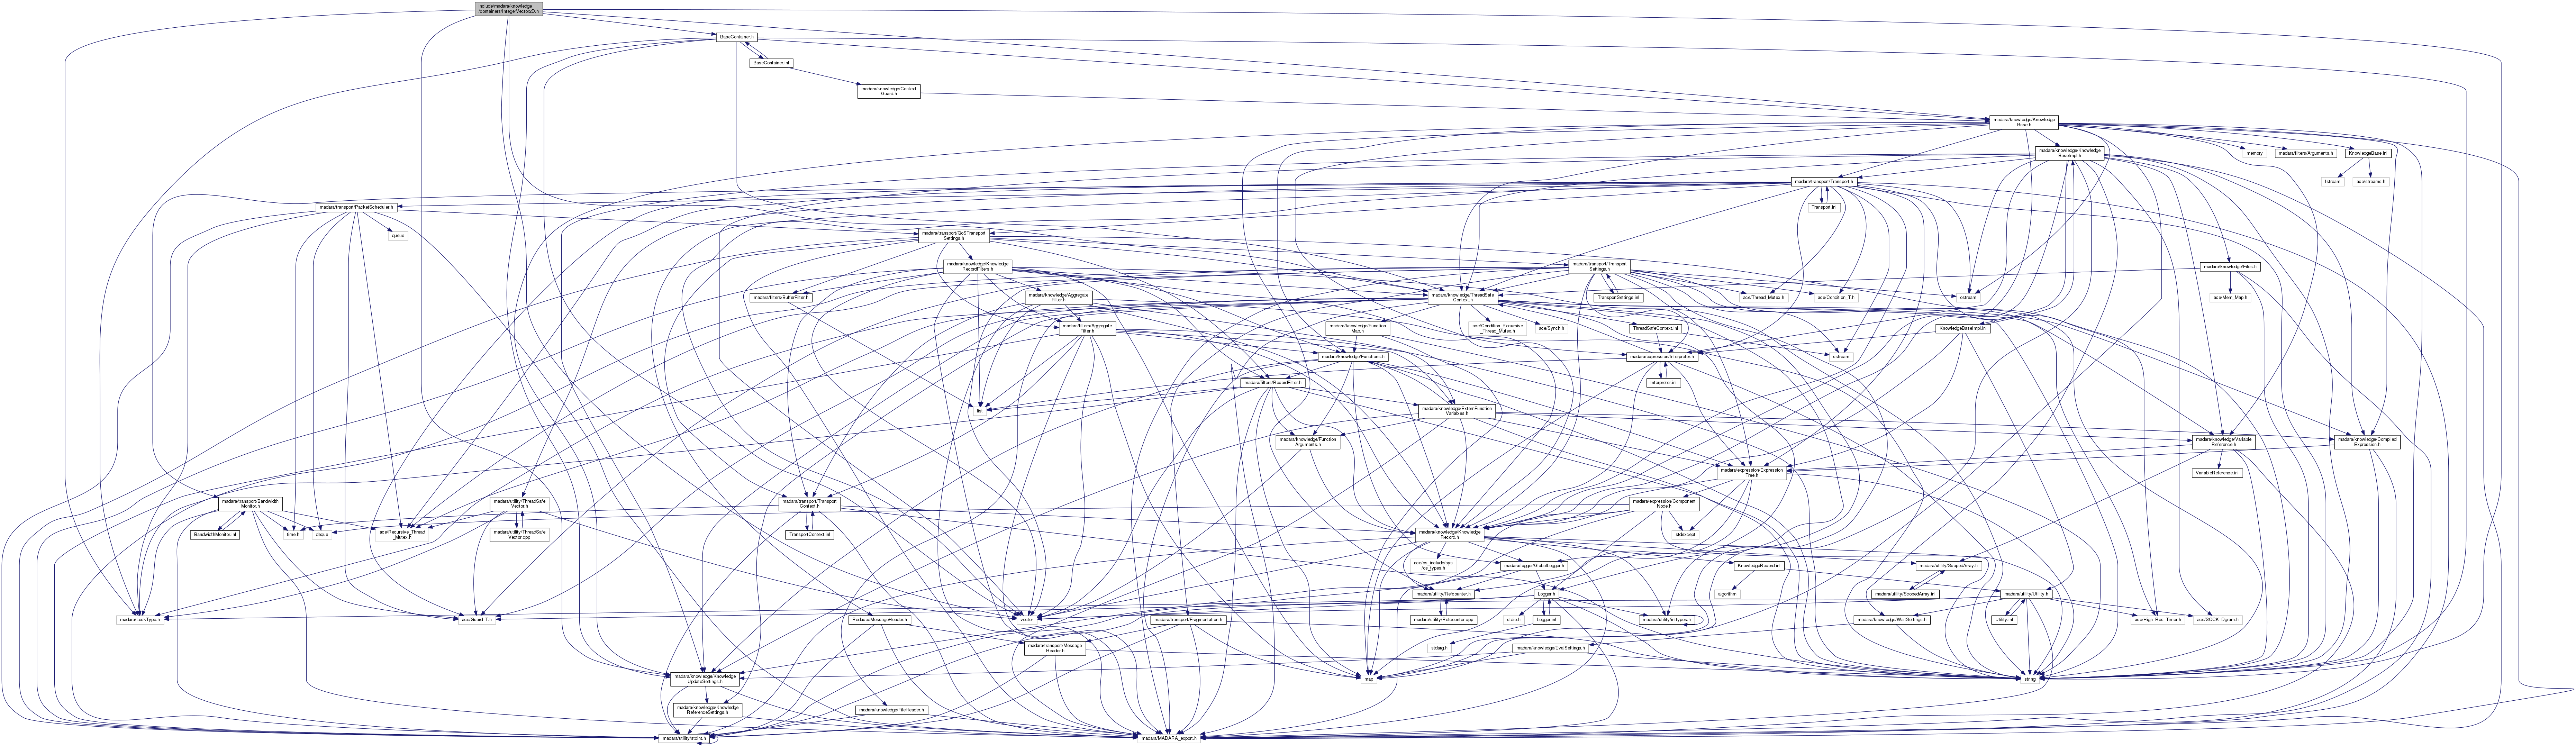 include/madara/knowledge
/containers/IntegerVector2D.h
BaseContainer.h
BaseContainer.inl
madara/knowledge/Context
Guard.h
madara/knowledge/Knowledge
Base.h
madara/knowledge/Knowledge
BaseImpl.h
memory
madara/filters/Arguments.h
KnowledgeBase.inl
madara/transport/Transport.h
fstream
ace/streams.h
madara/transport/PacketScheduler.h
Transport.inl
queue
madara/transport/QoSTransport
Settings.h
madara/knowledge/Knowledge
RecordFilters.h
madara/transport/Transport
Settings.h
madara/knowledge/Files.h
madara/filters/BufferFilter.h
madara/knowledge/Aggregate
Filter.h
madara/knowledge/ThreadSafe
Context.h
TransportSettings.inl
ace/Thread_Mutex.h
ace/Condition_T.h
ostream
ace/Mem_Map.h
madara/filters/Aggregate
Filter.h
madara/knowledge/Function
Map.h
ace/Condition_Recursive
_Thread_Mutex.h
ace/Synch.h
ThreadSafeContext.inl
KnowledgeBaseImpl.inl
madara/knowledge/Functions.h
sstream
madara/expression/Interpreter.h
madara/filters/RecordFilter.h
Interpreter.inl
list
madara/knowledge/ExternFunction
Variables.h
madara/knowledge/Function
Arguments.h
madara/knowledge/Variable
Reference.h
madara/knowledge/Compiled
Expression.h
madara/expression/Expression
Tree.h
VariableReference.inl
madara/transport/Bandwidth
Monitor.h
madara/utility/ThreadSafe
Vector.h
madara/transport/Transport
Context.h
madara/expression/Component
Node.h
BandwidthMonitor.inl
time.h
deque
ace/Recursive_Thread
_Mutex.h
madara/utility/ThreadSafe
Vector.cpp
TransportContext.inl
madara/knowledge/Knowledge
Record.h
stdexcept
ace/os_include/sys
/os_types.h
madara/logger/GlobalLogger.h
KnowledgeRecord.inl
madara/utility/ScopedArray.h
madara/utility/Refcounter.h
Logger.h
algorithm
madara/utility/ScopedArray.inl
madara/utility/Utility.h
madara/LockType.h
ace/Guard_T.h
ReducedMessageHeader.h
vector
madara/transport/Fragmentation.h
madara/utility/Refcounter.cpp
stdio.h
Logger.inl
madara/utility/inttypes.h
madara/knowledge/WaitSettings.h
Utility.inl
ace/High_Res_Timer.h
ace/SOCK_Dgram.h
madara/transport/Message
Header.h
stdarg.h
madara/knowledge/EvalSettings.h
madara/knowledge/Knowledge
UpdateSettings.h
map
string
madara/knowledge/Knowledge
ReferenceSettings.h
madara/knowledge/FileHeader.h
madara/utility/stdint.h
madara/MADARA_export.h